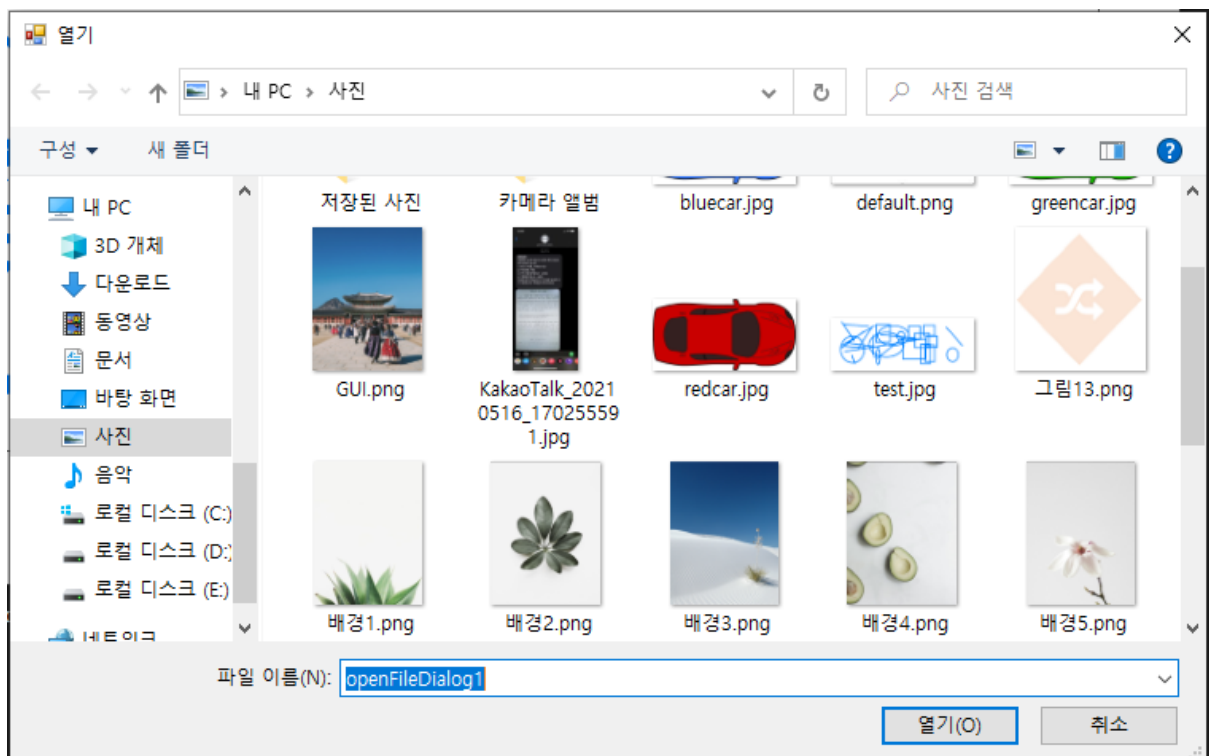 열기
내 PC › 사진
사진 검색
구성
새 폴더
내 PC
3D 개체
다운로드
동영상
문서
바탕 화면
사진
음악
로컬 디스크 (C:)
로컬 디스크 (D:)
로컬 디스크 (E:)
네트워크
저장된 사진
카메라 앨범
bluecar.jpg
default.png
greencar.jpg
GUI.png
KakaoTalk_2021
0516_17025559
1.jpg
redcar.jpg
test.jpg
그림13.png
배경1.png
배경2.png
배경3.png
배경4.png
배경5.png
파일 이름(N):
openFileDialog1
열기(O)
취소